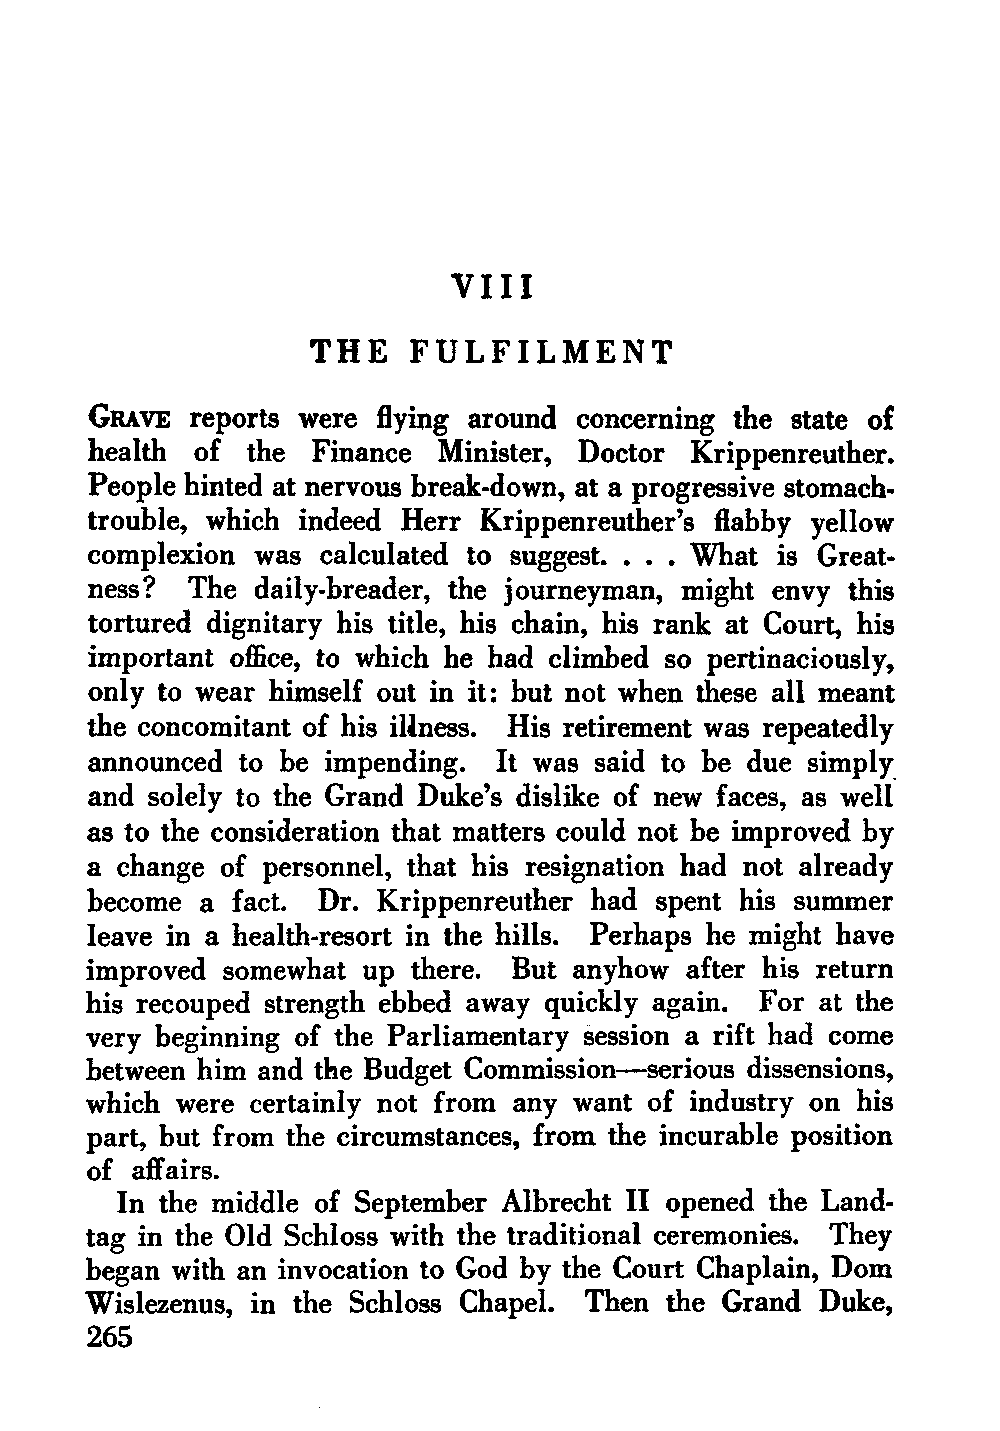 VIII
THE FULFILMENT
GRAVE reports were flying around concerning the state of
health of the Finance Minister, Doctor Krippenreuther.
People hinted at nervous break-down, at a progressive stomach-
trouble, which indeed Herr Krippenreuther's flabby yellow
complexion was calculated to suggest. . . . What is Great-
ness? The daily-breader, the journeyman, might envy this
tortured dignitary his title, his chain, his rank at Court, his
important office, to which he had climbed so pertinaciously,
only to wear himself out in it: but not when these all meant
the concomitant of his illness. His retirement was repeatedly
announced to be impending. It was said to be due simply
and solely to the Grand Duke's dislike of new faces, as well
as to the consideration that matters could not be improved by
a change of personnel, that his resignation had not already
become a fact. Dr. Krippenreuther had spent his summer
leave in a health-resort in the hills. Perhaps he might have
improved somewhat up there. But anyhow after his return
his recouped strength ebbed away quickly again. For at the
very beginning of the Parliamentary session a rift had come
between him and the Budget Commission—serious dissensions,
which were certainly not from any want of industry on his
part, but from the circumstances, from the incurable position
of affairs.
In the middle of September Albrecht II opened the Land-
tag in the Old Schloss with the traditional ceremonies. They
began with an invocation to God by the Court Chaplain, Dom
Wislezenus, in the Schloss Chapel. Then the Grand Duke,
265